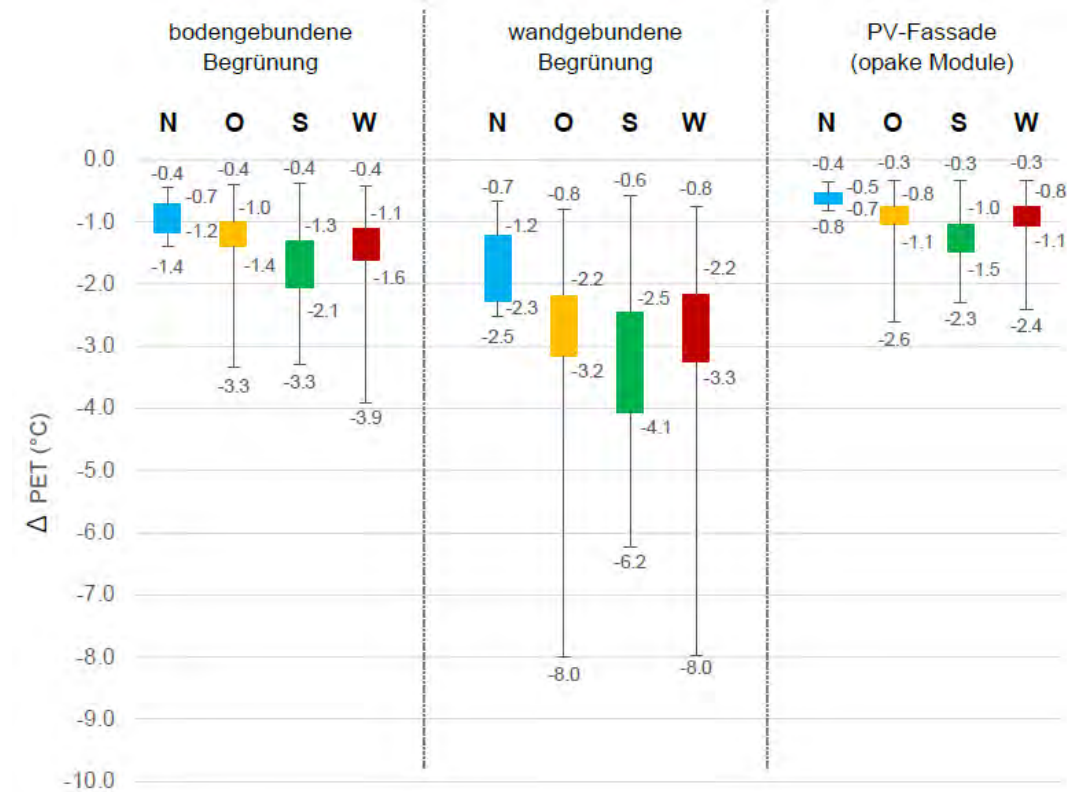 bodengebundene
Begrünung
wandgebundene
Begrünung
PV-Fassade
(opake Module)
N O S W
N O S W
N O S W
Δ PET (°C)
0.0
-1.0
-2.0
-3.0
-4.0
-5.0
-6.0
-7.0
-8.0
-9.0
-10.0
-0.4 -0.4 -0.4 -0.4
-0.7 -1.0 -1.3 -1.1
-1.2 -1.4 -2.1 -1.6
-1.4 -3.3 -3.3 -3.9
-0.7 -0.8 -0.6 -0.8
-1.2 -2.2 -2.5 -2.2
-2.3 -3.2 -4.1 -3.3
-2.5 -8.0 -6.2 -8.0
-0.4 -0.3 -0.3 -0.3
-0.5 -0.8 -1.0 -0.8
-0.7 -1.1 -1.5 -1.1
-0.8 -2.6 -2.3 -2.4